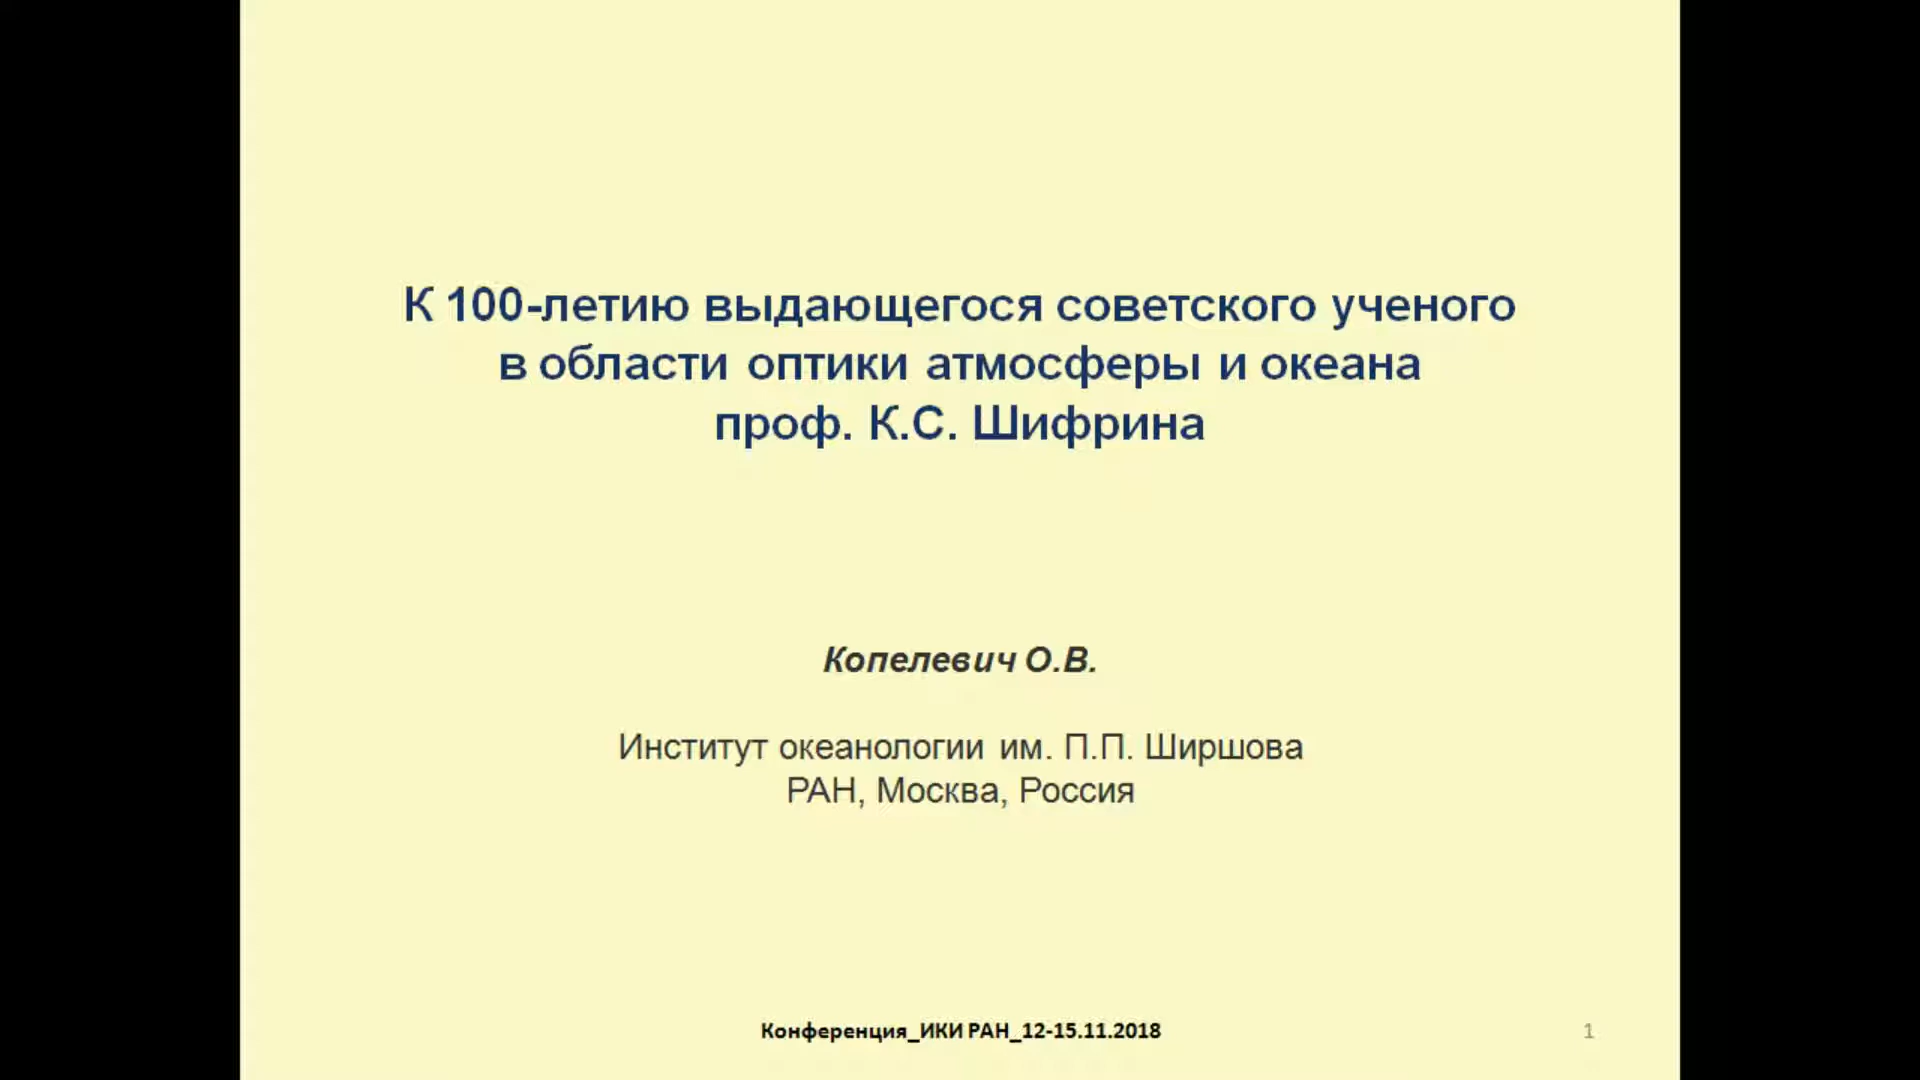 К 100-летию выдающегося советского ученого
в области оптики атмосферы и океана
проф. К.С. Шифрина
Копелевич О.В.
Институт океанологии им. П.П. Ширшова
РАН, Москва, Россия
Конференция_ИКИ РАН_12-15.11.2018
1